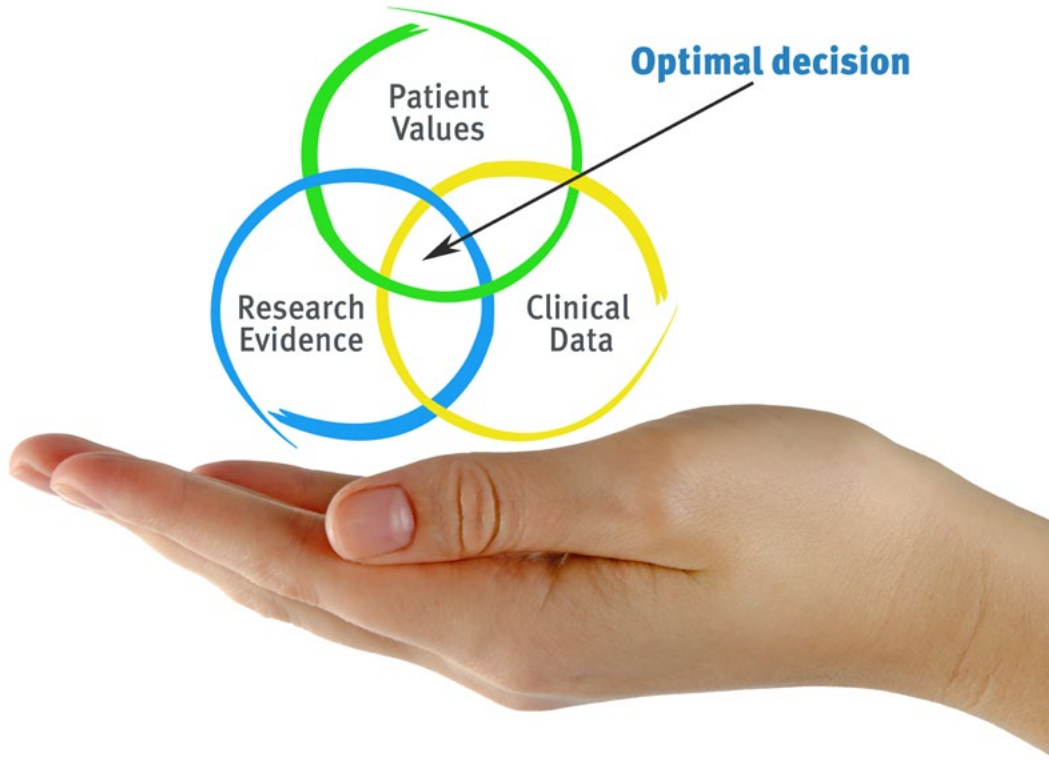 Optimal decision
Patient
Values
Research
Evidence
Clinical
Data